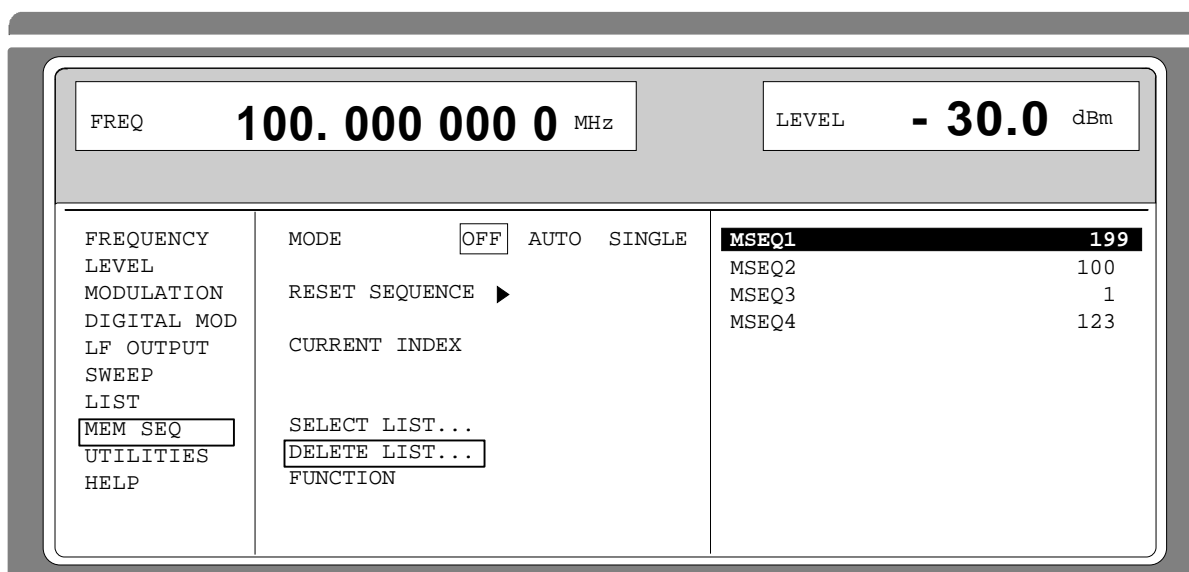 FREQ 100. 000 000 0 MHz
LEVEL - 30.0 dBm
FREQUENCY
LEVEL
MODULATION
DIGITAL MOD
LF OUTPUT
SWEEP
LIST
MEM SEQ
UTILITIES
HELP
MODE OFF AUTO SINGLE
RESET SEQUENCE ▶
CURRENT INDEX
SELECT LIST...
DELETE LIST...
FUNCTION
MSEQ1 199
MSEQ2 100
MSEQ3 1
MSEQ4 123